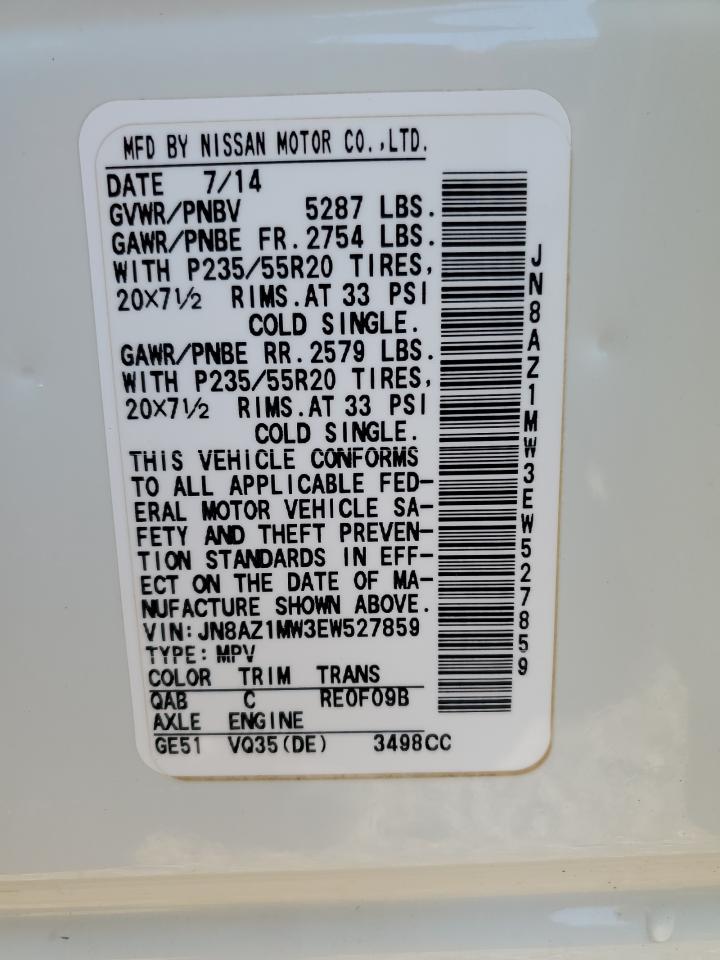 MFD BY NISSAN MOTOR CO.,LTD.
DATE 7/14
GVWR/PNBV 5287 LBS.
GAWR/PNBE FR. 2754 LBS.
WITH P235/55R20 TIRES,
20X7½ RIMS. AT 33 PSI
COLD SINGLE.
GAWR/PNBE RR. 2579 LBS.
WITH P235/55R20 TIRES,
20X7½ RIMS. AT 33 PSI
COLD SINGLE.
THIS VEHICLE CONFORMS
TO ALL APPLICABLE FED-
ERAL MOTOR VEHICLE SA-
FETY AND THEFT PREVEN-
TION STANDARDS IN EFF-
ECT ON THE DATE OF MA-
NUFACTURE SHOWN ABOVE.
VIN: JN8AZ1MW3EW527859
TYPE: MPV
COLOR TRIM TRANS
QAB C RE0F09B
AXLE ENGINE
GE51 VQ35(DE) 3498CC
JN8AZ1MW3EW527859